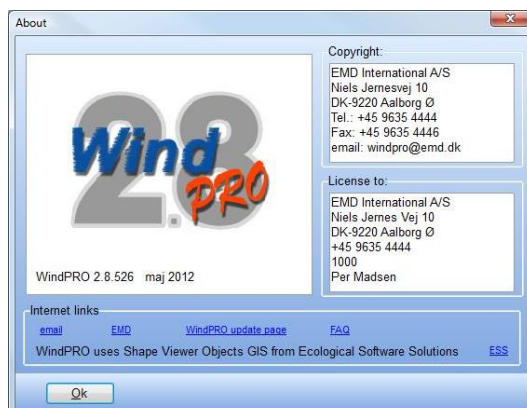 About
2.8
Wind
PRO
WindPRO 2.8.526 maj 2012
Copyright:
EMD International A/S
Niels Jernesvej 10
DK-9220 Aalborg Ø
Tel.: +45 9635 4444
Fax: +45 9635 4446
email: windpro@emd.dk
License to:
EMD International A/S
Niels Jernes Vej 10
DK-9220 Aalborg Ø
+45 9635 4444
1000
Per Madsen
Internet links
email EMD WindPRO update page FAQ
WindPRO uses Shape Viewer Objects GIS from Ecological Software Solutions ESS
Ok